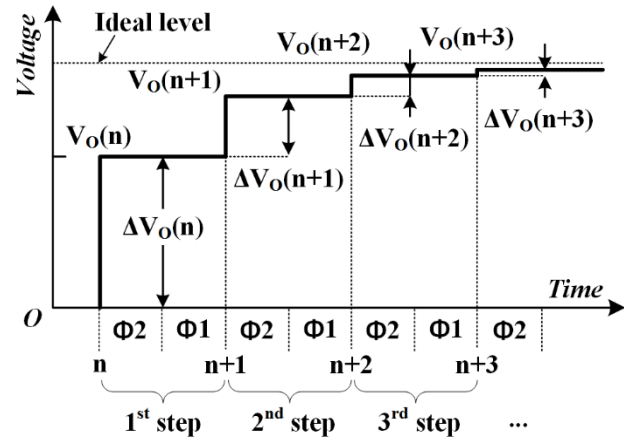 Voltage
Ideal level
V_O(n+2) V_O(n+3)
V_O(n+1)
V_O(n)
ΔV_O(n+3)
ΔV_O(n+2)
ΔV_O(n+1)
ΔV_O(n)
Time
O
Φ2 Φ1 Φ2 Φ1 Φ2 Φ1 Φ2
n n+1 n+2 n+3
1st step 2nd step 3rd step ...